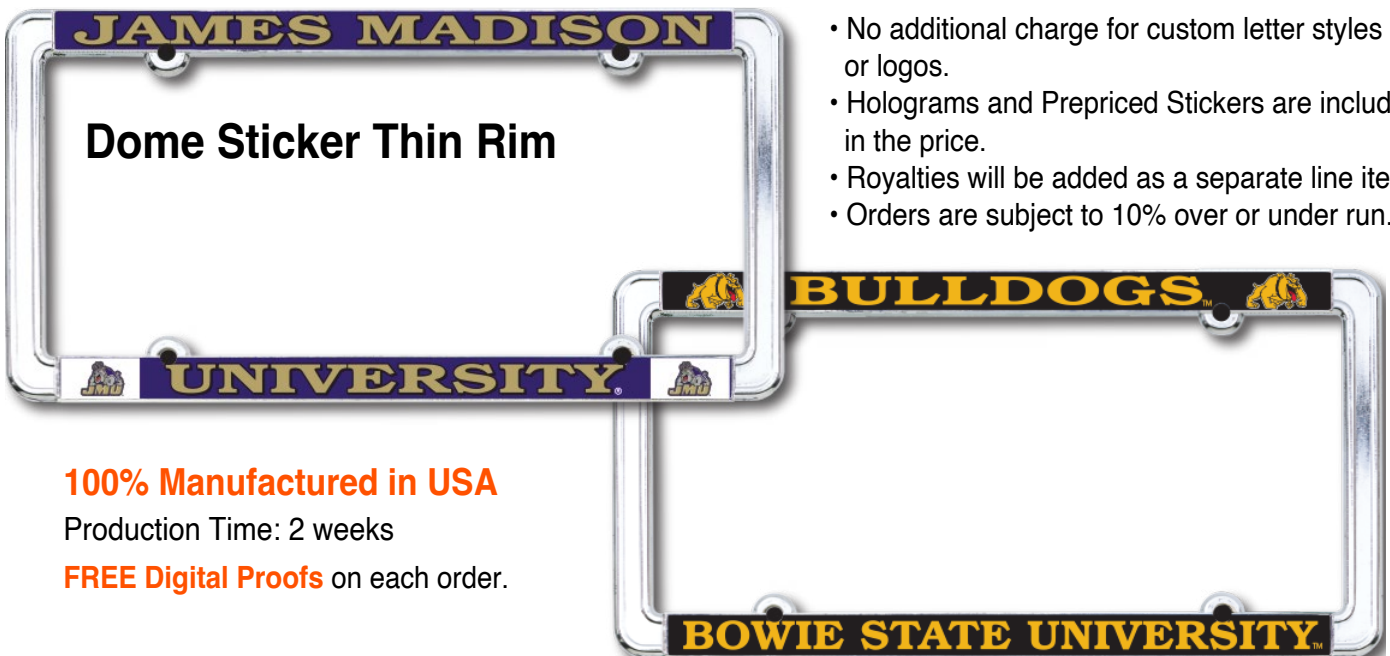 JAMES MADISON
Dome Sticker Thin Rim
JMU UNIVERSITY® JMU
• No additional charge for custom letter styles
or logos.
• Holograms and Prepriced Stickers are includ
in the price.
• Royalties will be added as a separate line ite
• Orders are subject to 10% over or under run.
BULLDOGS™
BOWIE STATE UNIVERSITY™
100% Manufactured in USA
Production Time: 2 weeks
FREE Digital Proofs on each order.